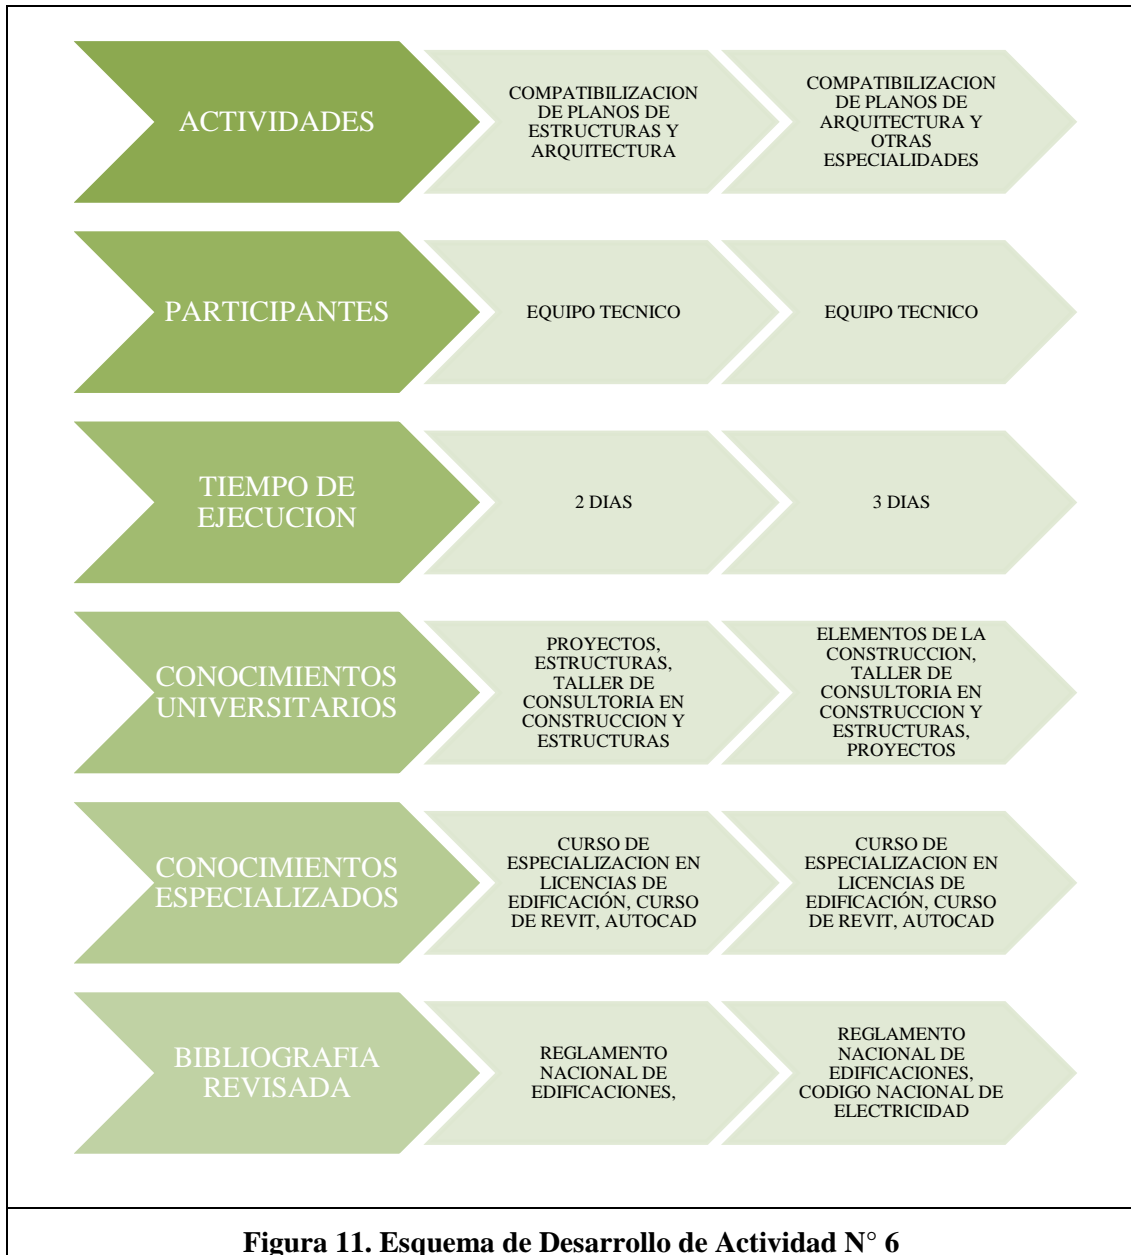 ACTIVIDADES
COMPATIBILIZACION
DE PLANOS DE
ESTRUCTURAS Y
ARQUITECTURA
COMPATIBILIZACION
DE PLANOS DE
ARQUITECTURA Y
OTRAS
ESPECIALIDADES
PARTICIPANTES
EQUIPO TECNICO
EQUIPO TECNICO
TIEMPO DE
EJECUCION
2 DIAS
3 DIAS
CONOCIMIENTOS
UNIVERSITARIOS
PROYECTOS,
ESTRUCTURAS,
TALLER DE
CONSULTORIA EN
CONSTRUCCION Y
ESTRUCTURAS
ELEMENTOS DE LA
CONSTRUCCION,
TALLER DE
CONSULTORIA EN
CONSTRUCCION Y
ESTRUCTURAS,
PROYECTOS
CONOCIMIENTOS
ESPECIALIZADOS
CURSO DE
ESPECIALIZACION EN
LICENCIAS DE
EDIFICACIÓN, CURSO
DE REVIT, AUTOCAD
CURSO DE
ESPECIALIZACION EN
LICENCIAS DE
EDIFICACIÓN, CURSO
DE REVIT, AUTOCAD
BIBLIOGRAFIA
REVISADA
REGLAMENTO
NACIONAL DE
EDIFICACIONES,
REGLAMENTO
NACIONAL DE
EDIFICACIONES,
CODIGO NACIONAL DE
ELECTRICIDAD
Figura 11. Esquema de Desarrollo de Actividad N° 6